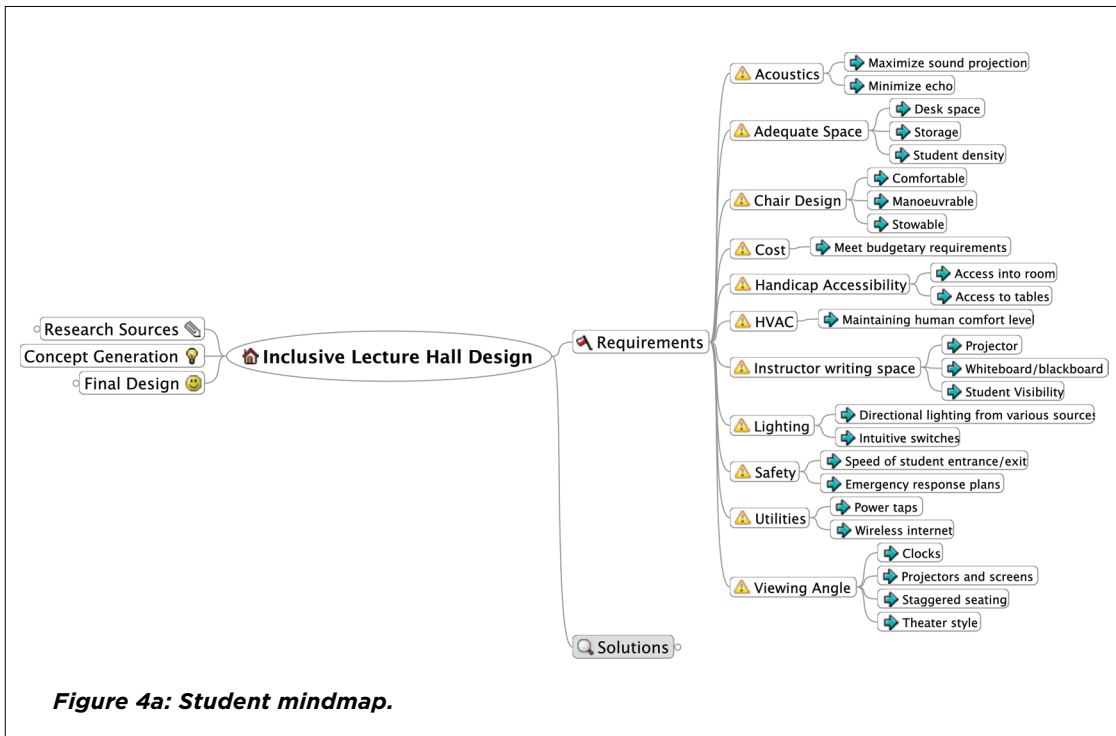 Inclusive Lecture Hall Design
Research Sources
Concept Generation
Final Design
Requirements
Acoustics
Maximize sound projection
Minimize echo
Adequate Space
Desk space
Storage
Student density
Chair Design
Comfortable
Manoeuvrable
Stowable
Cost
Meet budgetary requirements
Handicap Accessibility
Access into room
Access to tables
HVAC
Maintaining human comfort level
Instructor writing space
Projector
Whiteboard/blackboard
Student Visibility
Lighting
Directional lighting from various sources
Intuitive switches
Safety
Speed of student entrance/exit
Emergency response plans
Utilities
Power taps
Wireless internet
Viewing Angle
Clocks
Projectors and screens
Staggered seating
Theater style
Solutions
Figure 4a: Student mindmap.